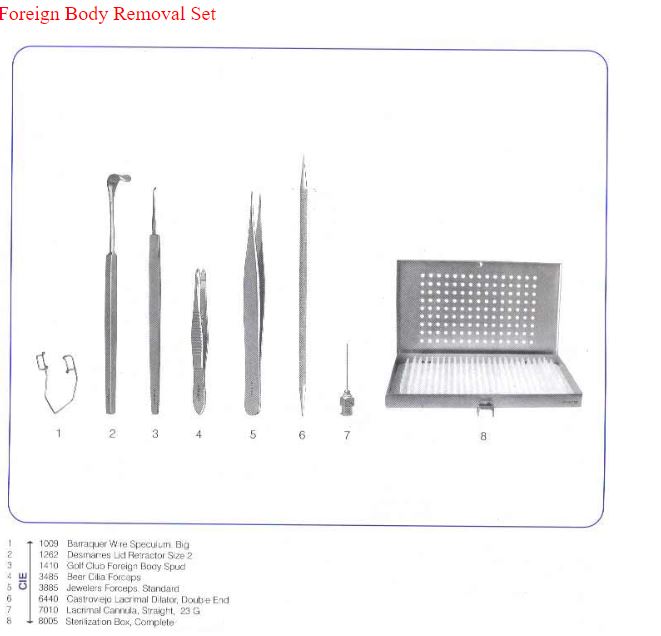 Foreign Body Removal Set
1 2 3 4 5 6 7 8
CIE
1 1009 Barraquer Wire Speculum, Big
2 1262 Desmarres Lid Retractor Size 2
3 1410 Golf Club Foreign Body Spud
4 3485 Beer Cilia Forceps
5 3885 Jewelers Forceps, Standard
6 6440 Castroviejo Lacrimal Dilator, Double End
7 7010 Lacrimal Cannula, Straight, 23 G
8 8005 Sterilization Box, Complete